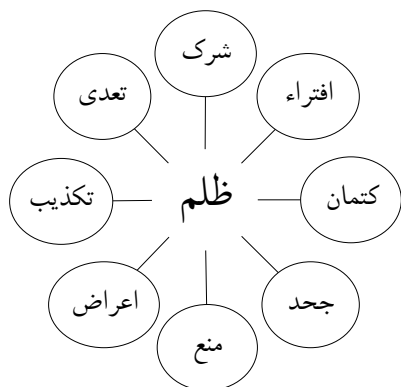 شرک
افتراء
تعدی
ظلم
کتمان
تکذیب
جحد
اعراض
منع